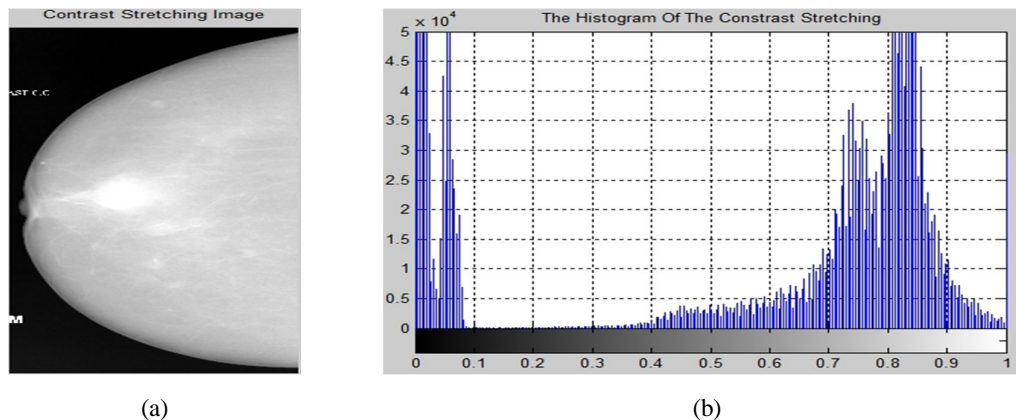 Contrast Stretching Image
AST C.C
M
(a)
The Histogram Of The Constrast Stretching
× 10⁴
5
4.5
4
3.5
3
2.5
2
1.5
1
0.5
0
0 0.1 0.2 0.3 0.4 0.5 0.6 0.7 0.8 0.9 1
(b)